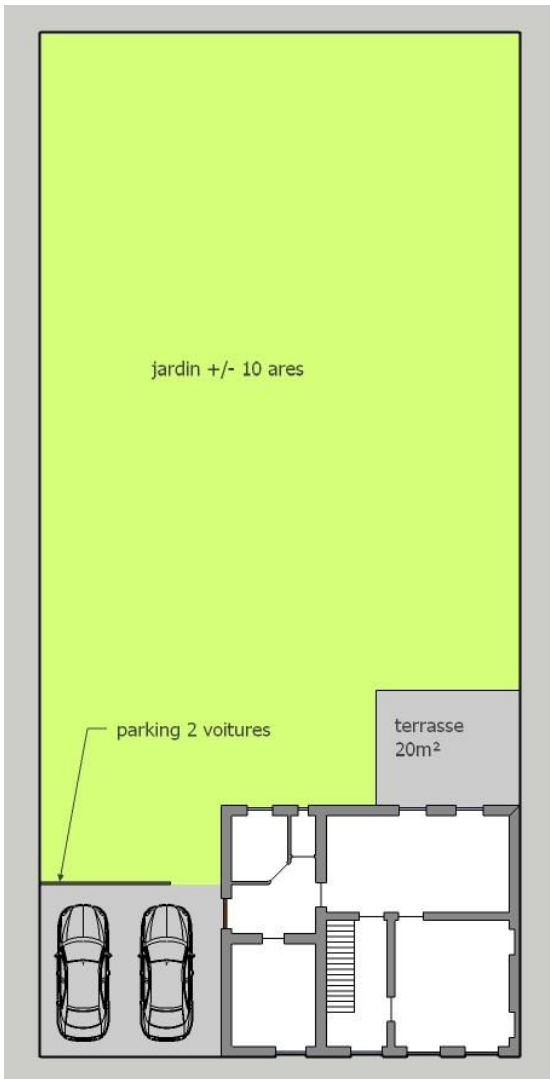 jardin +/- 10 ares
parking 2 voitures
terrasse
20m²